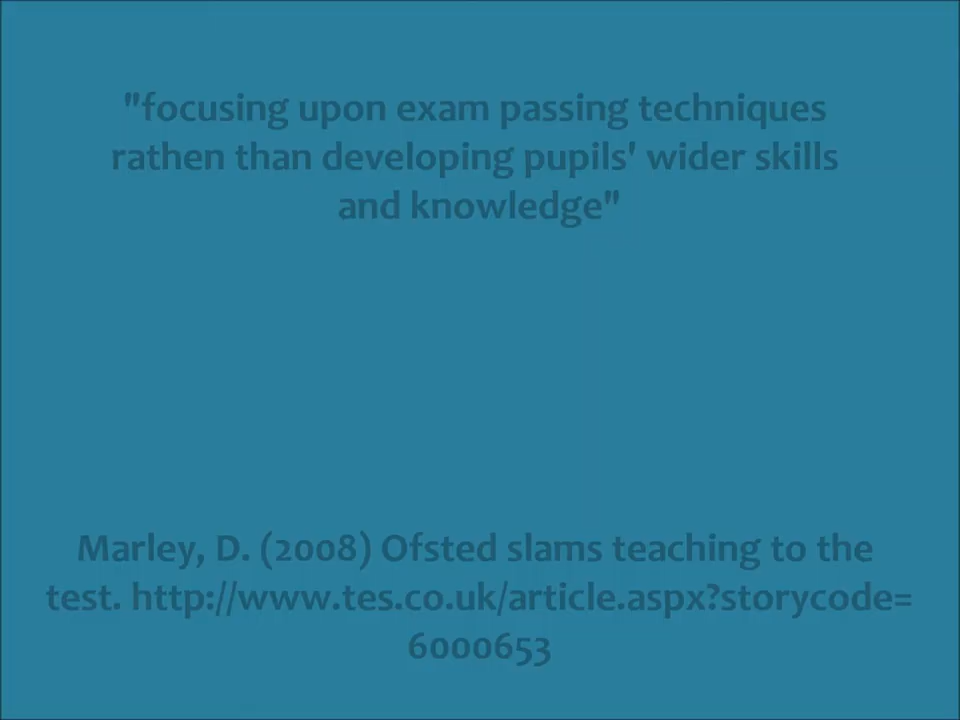 "focusing upon exam passing techniques
rathen than developing pupils' wider skills
and knowledge"
Marley, D. (2008) Ofsted slams teaching to the
test. http://www.tes.co.uk/article.aspx?storycode=
6000653